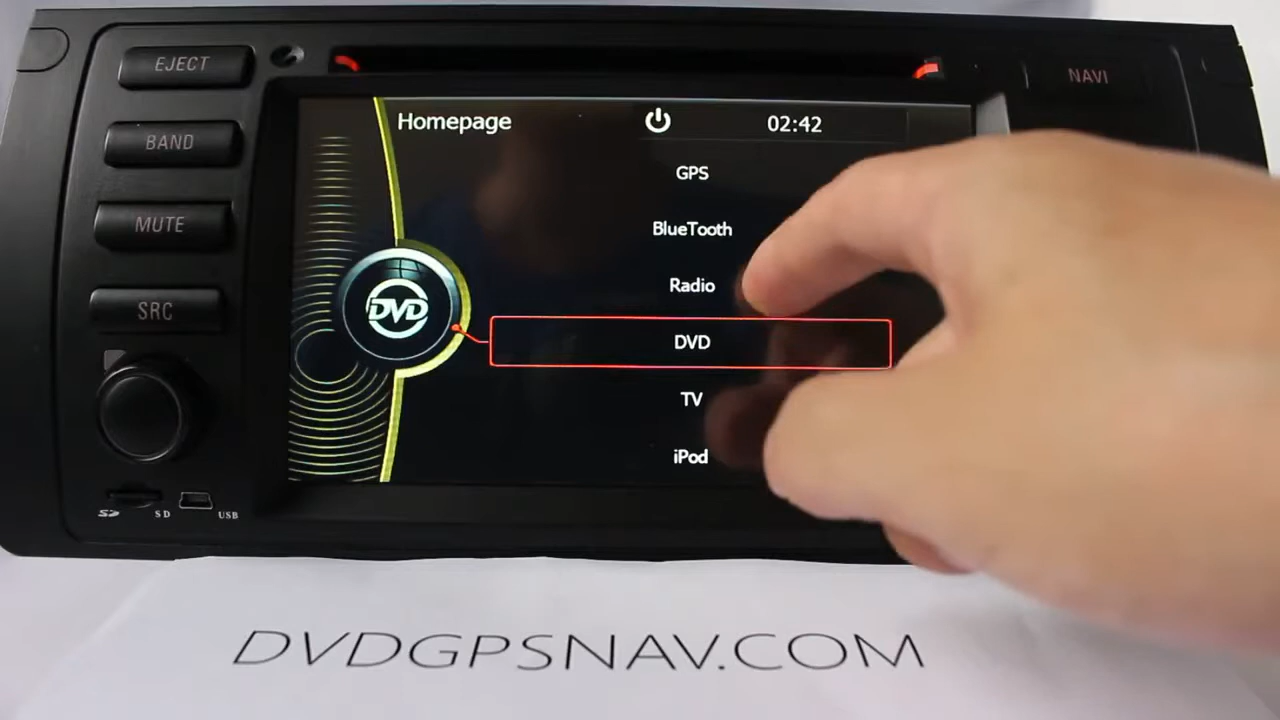 EJECT
NAVI
Homepage
02:42
BAND
GPS
MUTE
BlueTooth
Radio
SRC
DVD
DVD
TV
iPod
SD
SD
USB
DVDGPSNAV.COM